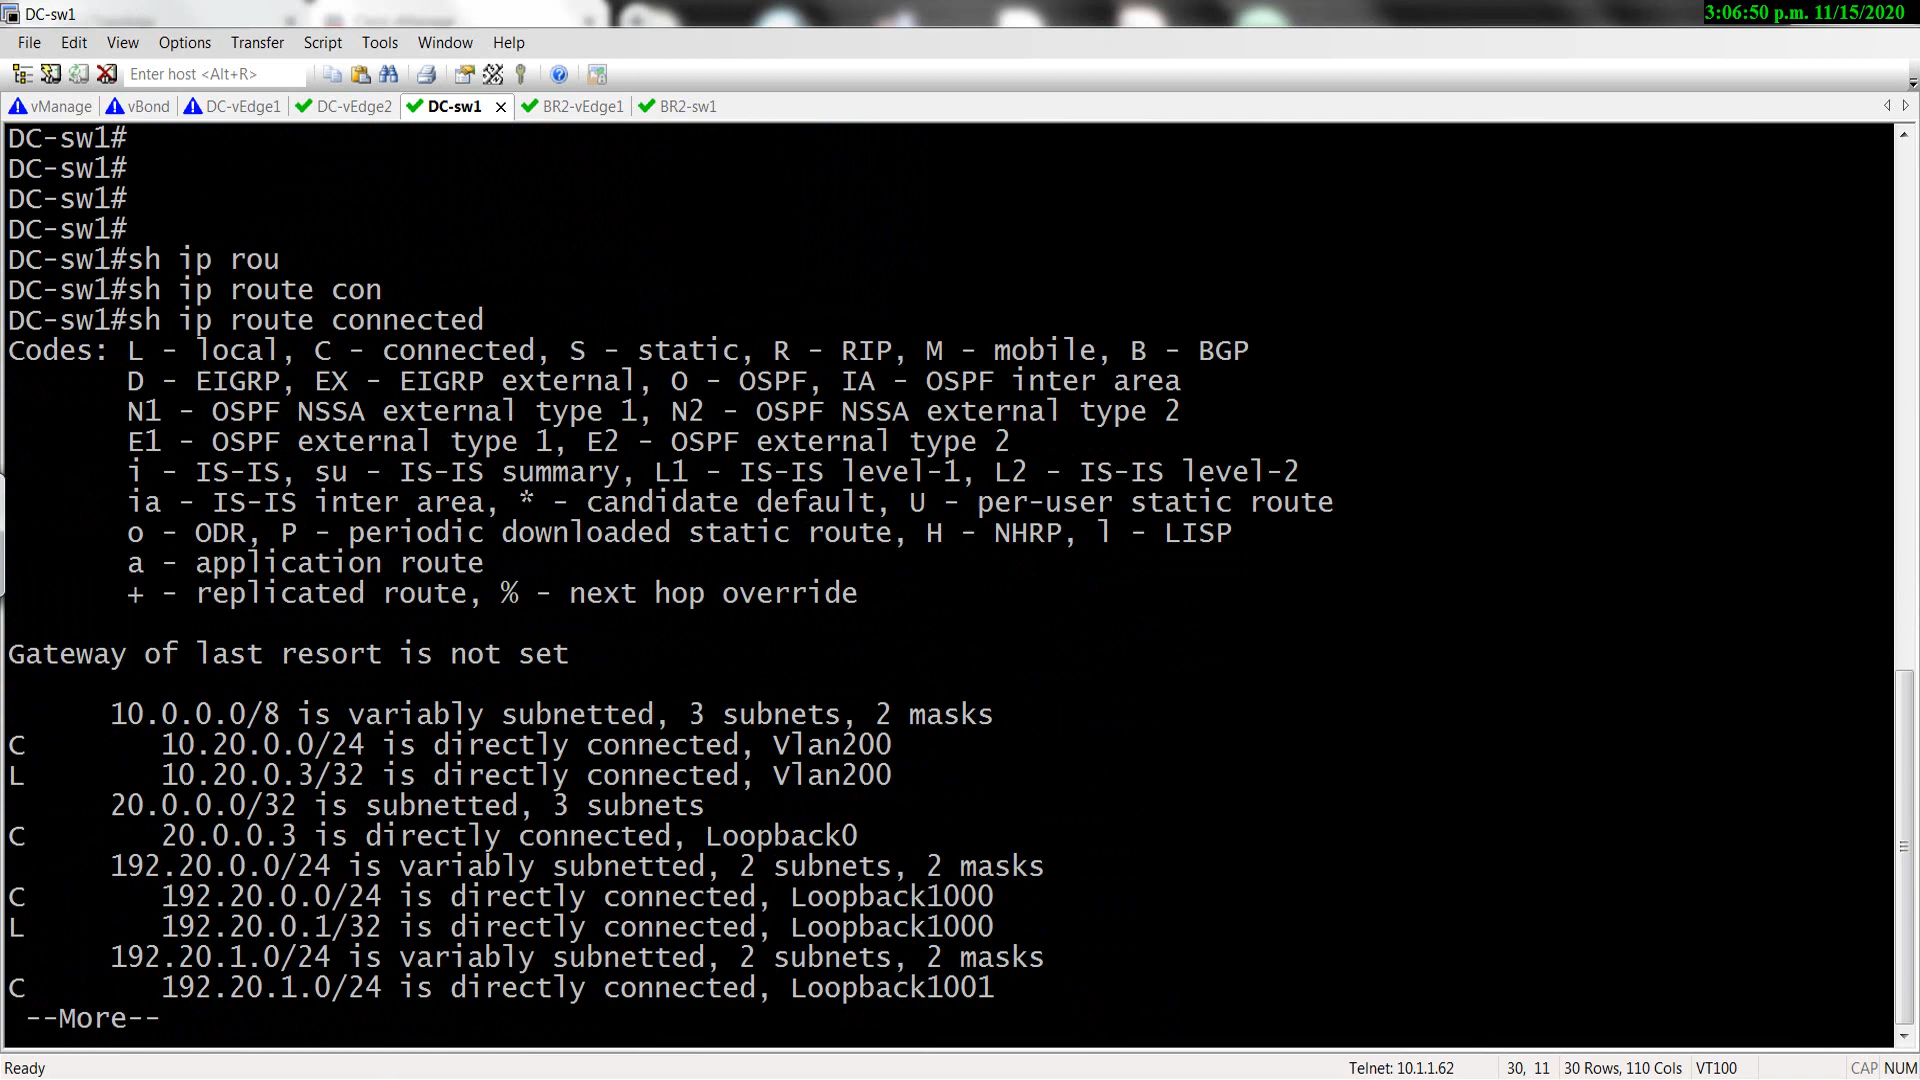 DC-sw1
3:06:50 p.m. 11/15/2020
File Edit View Options Transfer Script Tools Window Help
Enter host <Alt+R>
vManage vBond DC-vEdge1 DC-vEdge2 DC-sw1 BR2-vEdge1 BR2-sw1
DC-sw1#
DC-sw1#
DC-sw1#
DC-sw1#
DC-sw1#sh ip rou
DC-sw1#sh ip route con
DC-sw1#sh ip route connected
Codes: L - local, C - connected, S - static, R - RIP, M - mobile, B - BGP
       D - EIGRP, EX - EIGRP external, O - OSPF, IA - OSPF inter area
       N1 - OSPF NSSA external type 1, N2 - OSPF NSSA external type 2
       E1 - OSPF external type 1, E2 - OSPF external type 2
       i - IS-IS, su - IS-IS summary, L1 - IS-IS level-1, L2 - IS-IS level-2
       ia - IS-IS inter area, * - candidate default, U - per-user static route
       o - ODR, P - periodic downloaded static route, H - NHRP, l - LISP
       a - application route
       + - replicated route, % - next hop override
Gateway of last resort is not set
      10.0.0.0/8 is variably subnetted, 3 subnets, 2 masks
C        10.20.0.0/24 is directly connected, Vlan200
L        10.20.0.3/32 is directly connected, Vlan200
      20.0.0.0/32 is subnetted, 3 subnets
C        20.0.0.3 is directly connected, Loopback0
      192.20.0.0/24 is variably subnetted, 2 subnets, 2 masks
C        192.20.0.0/24 is directly connected, Loopback1000
L        192.20.0.1/32 is directly connected, Loopback1000
      192.20.1.0/24 is variably subnetted, 2 subnets, 2 masks
C        192.20.1.0/24 is directly connected, Loopback1001
 --More--
Ready Telnet: 10.1.1.62 30, 11 30 Rows, 110 Cols VT100 CAP NUM